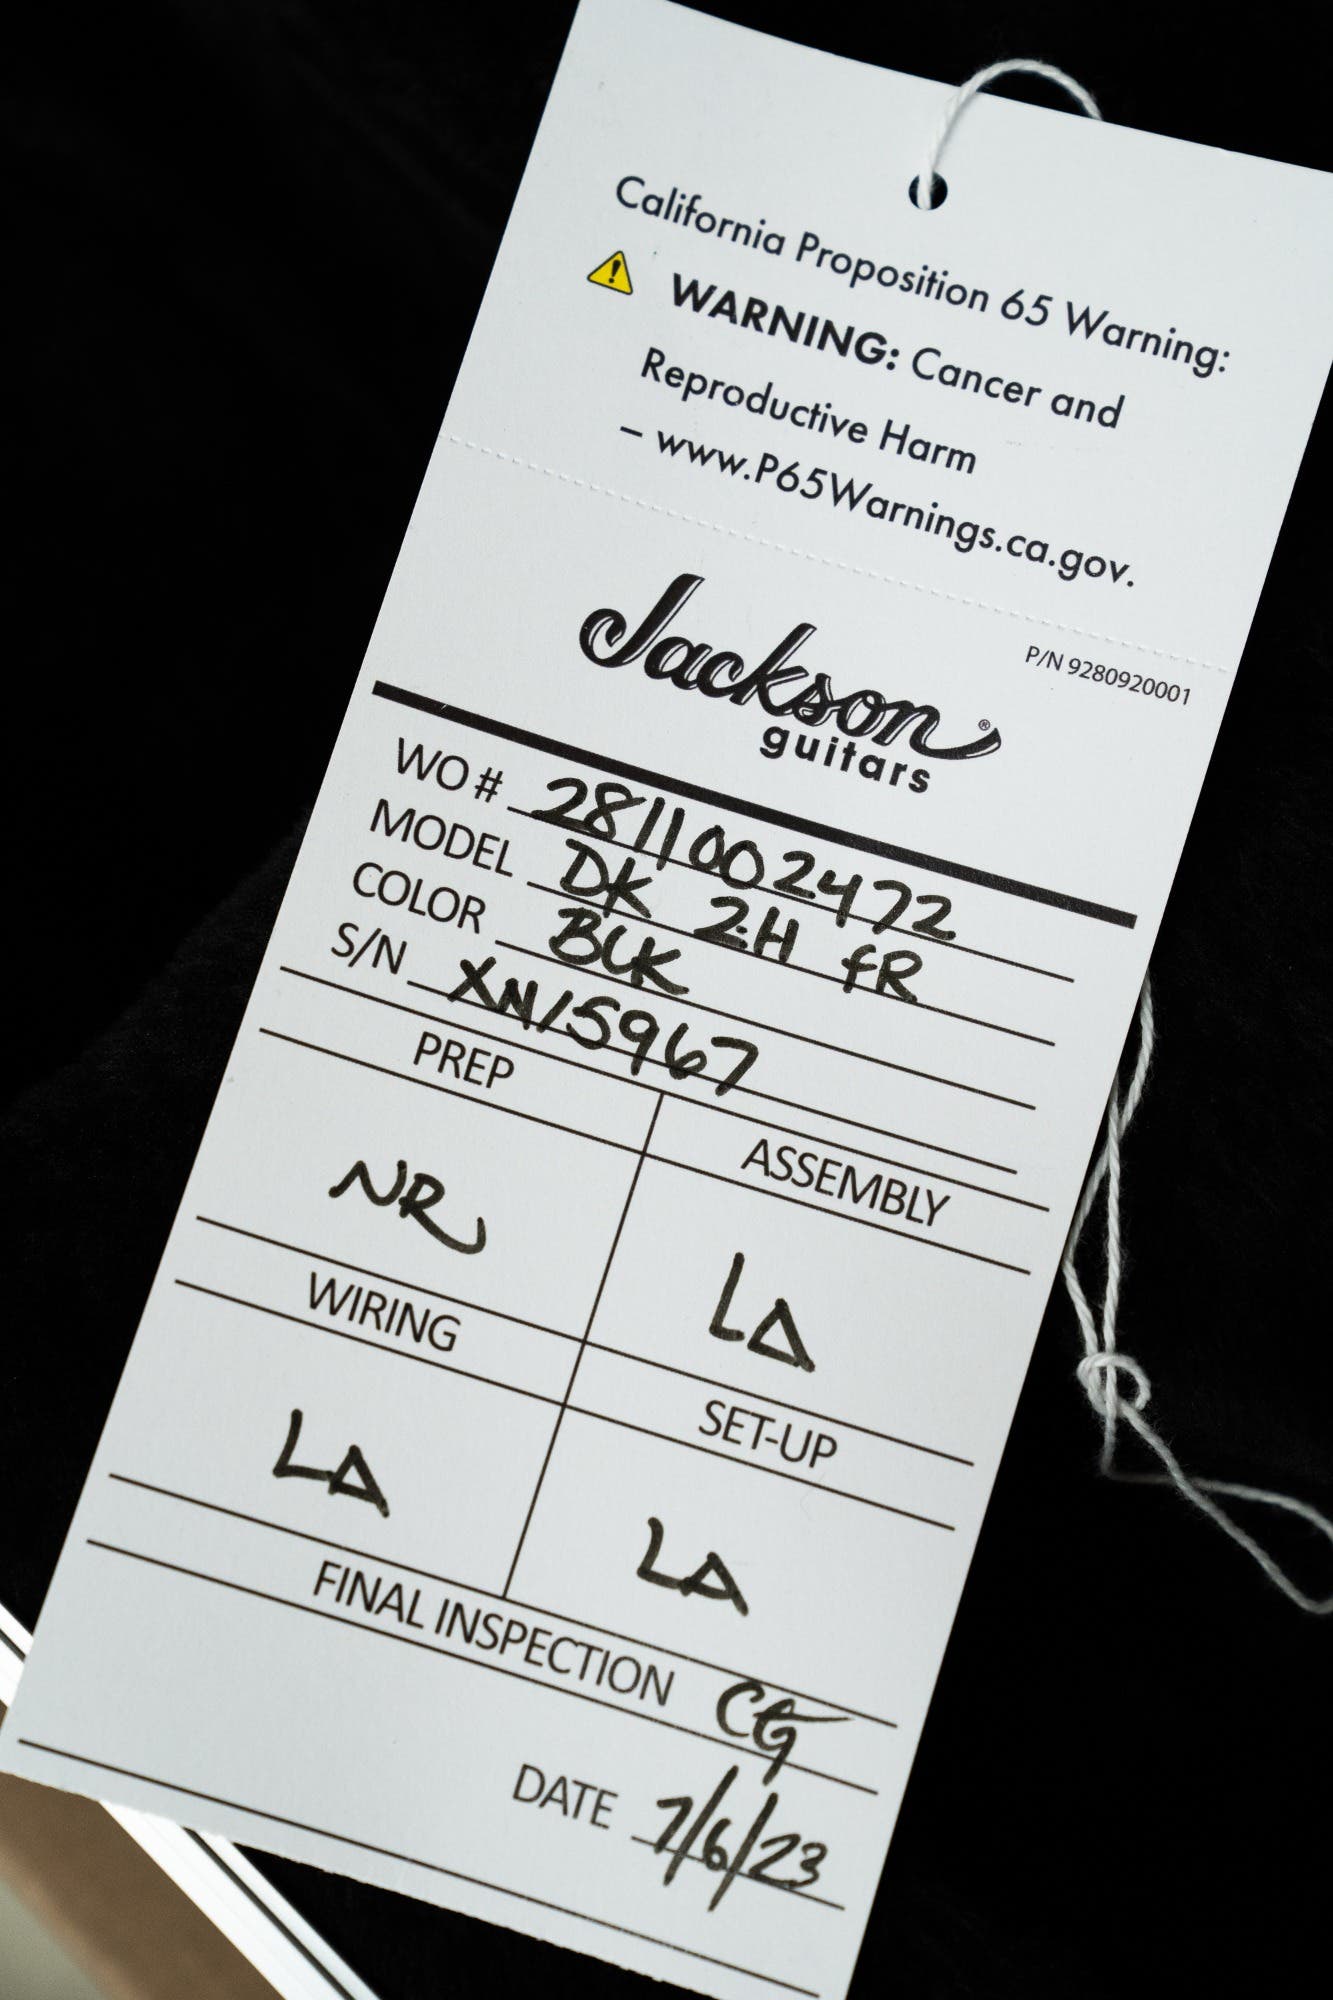 California Proposition 65 Warning:
WARNING: Cancer and
Reproductive Harm
– www.P65Warnings.ca.gov.
P/N 9280920001
Jackson®
guitars
WO # 2811002472
MODEL DK 2H fR
COLOR BLK
S/N XN15967
PREP
ASSEMBLY
NR
LA
WIRING
SET-UP
LA
LA
FINAL INSPECTION CG
DATE 7/6/23